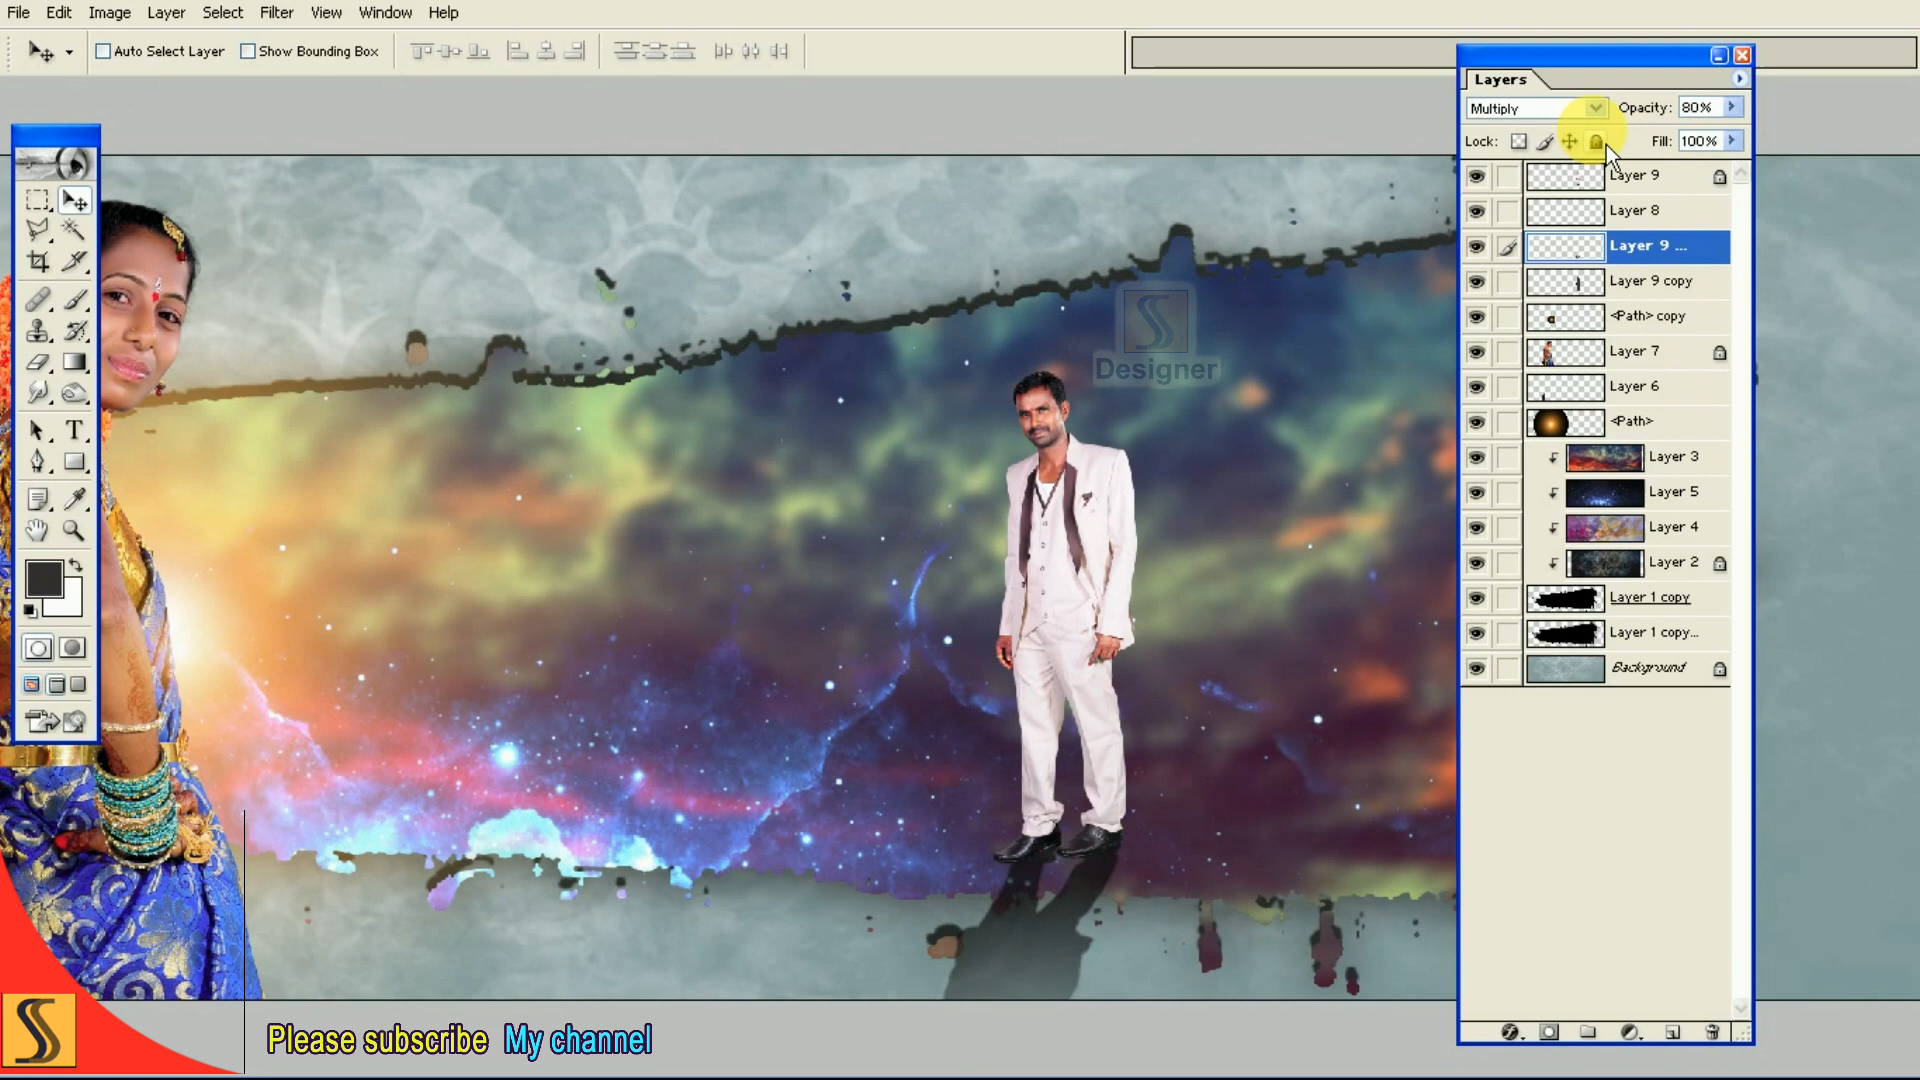 File Edit Image Layer Select Filter View Window Help
Auto Select Layer Show Bounding Box
Layers
Multiply Opacity: 80%
Lock: Fill: 100%
Layer 9
Layer 8
Layer 9 ...
Layer 9 copy
<Path> copy
Layer 7
Layer 6
<Path>
Layer 3
Layer 5
Layer 4
Layer 2
Layer 1 copy
Layer 1 copy...
Background
T
Designer
Please subscribe My channel